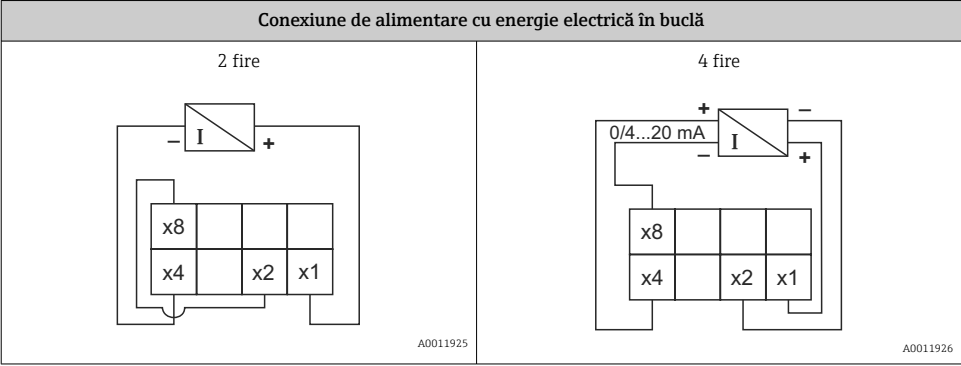 Conexiune de alimentare cu energie electrică în buclă
2 fire
I
– +
x8
x4 x2 x1
A0011925
4 fire
+ –
0/4...20 mA
I
– +
x8
x4 x2 x1
A0011926